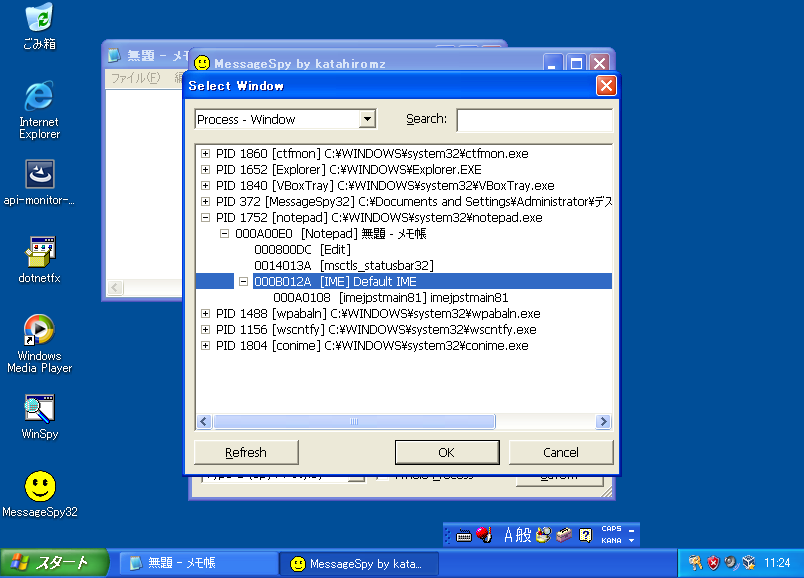 ごみ箱
Internet
Explorer
api-monitor-...
dotnetfx
Windows
Media Player
WinSpy
MessageSpy32
無題 - メモ
ファイル(F) 編
MessageSpy by katahiromz
Select Window
Process - Window
Search:
PID 1860 [ctfmon] C:¥WINDOWS¥system32¥ctfmon.exe
PID 1652 [Explorer] C:¥WINDOWS¥Explorer.EXE
PID 1840 [VBoxTray] C:¥WINDOWS¥system32¥VBoxTray.exe
PID 372 [MessageSpy32] C:¥Documents and Settings¥Administrator¥デス
PID 1752 [notepad] C:¥WINDOWS¥system32¥notepad.exe
000A00E0 [Notepad] 無題 - メモ帳
000800DC [Edit]
0014013A [msctls_statusbar32]
000B012A [IME] Default IME
000A0108 [imejpstmain81] imejpstmain81
PID 1488 [wpabaln] C:¥WINDOWS¥system32¥wpabaln.exe
PID 1156 [wscntfy] C:¥WINDOWS¥system32¥wscntfy.exe
PID 1804 [conime] C:¥WINDOWS¥system32¥conime.exe
Refresh
OK
Cancel
A 般
CAPS
KANA
スタート
無題 - メモ帳
MessageSpy by kata...
11:24